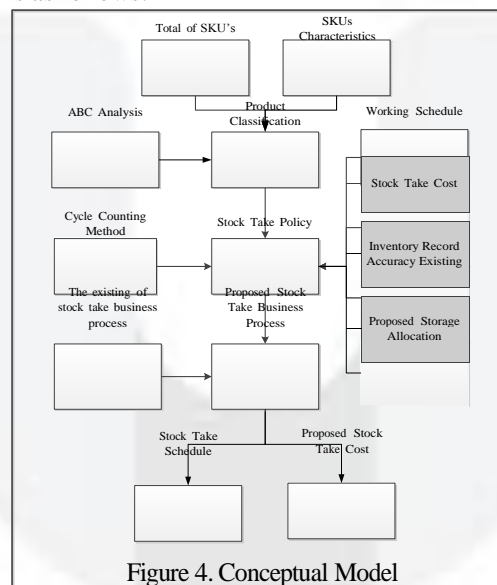 Total of SKU's
SKUs
Characteristics
Product
Classification
ABC Analysis
Working Schedule
Stock Take Cost
Cycle Counting
Method
Stock Take Policy
Inventory Record
Accuracy Existing
The existing of
stock take business
process
Proposed Stock
Take Business
Process
Proposed Storage
Allocation
Stock Take
Schedule
Proposed Stock
Take Cost
Figure 4. Conceptual Model